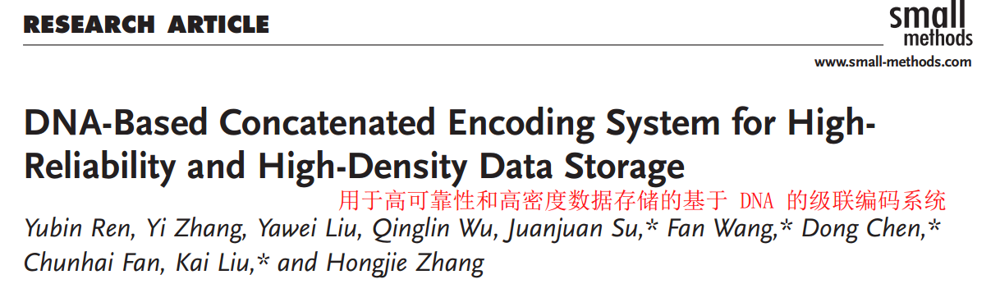 RESEARCH ARTICLE
small
methods
www.small-methods.com
DNA-Based Concatenated Encoding System for High-
Reliability and High-Density Data Storage
用于高可靠性和高密度数据存储的基于 DNA 的级联编码系统
Yubin Ren, Yi Zhang, Yawei Liu, Qinglin Wu, Juanjuan Su,* Fan Wang,* Dong Chen,*
Chunhai Fan, Kai Liu,* and Hongjie Zhang